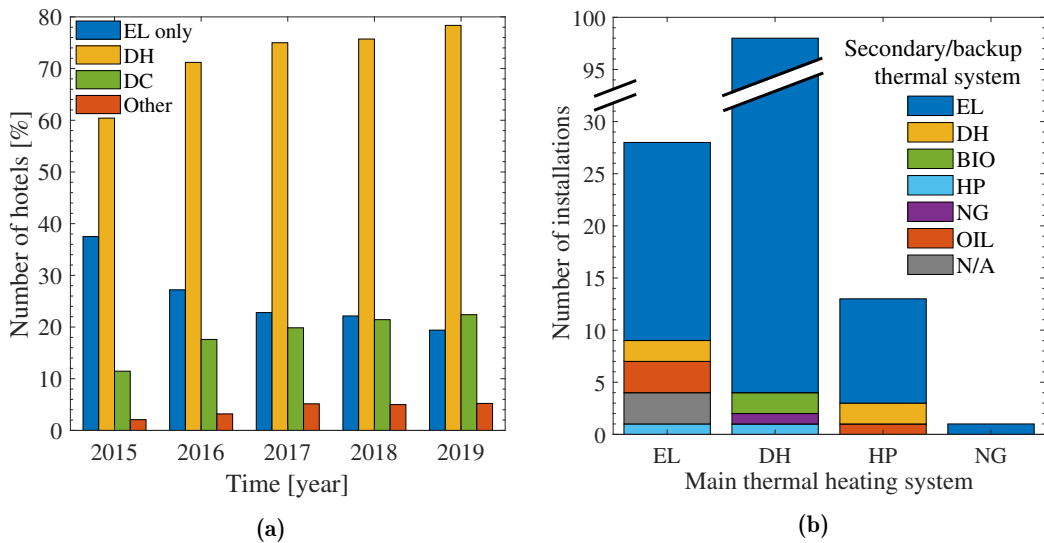 80
70
60
50
40
30
20
10
0
Number of hotels [%]
EL only
DH
DC
Other
2015 2016 2017 2018 2019
Time [year]
(a)
100
95
30
25
20
15
10
5
0
Number of installations
Secondary/backup
thermal system
EL
DH
BIO
HP
NG
OIL
N/A
EL DH HP NG
Main thermal heating system
(b)